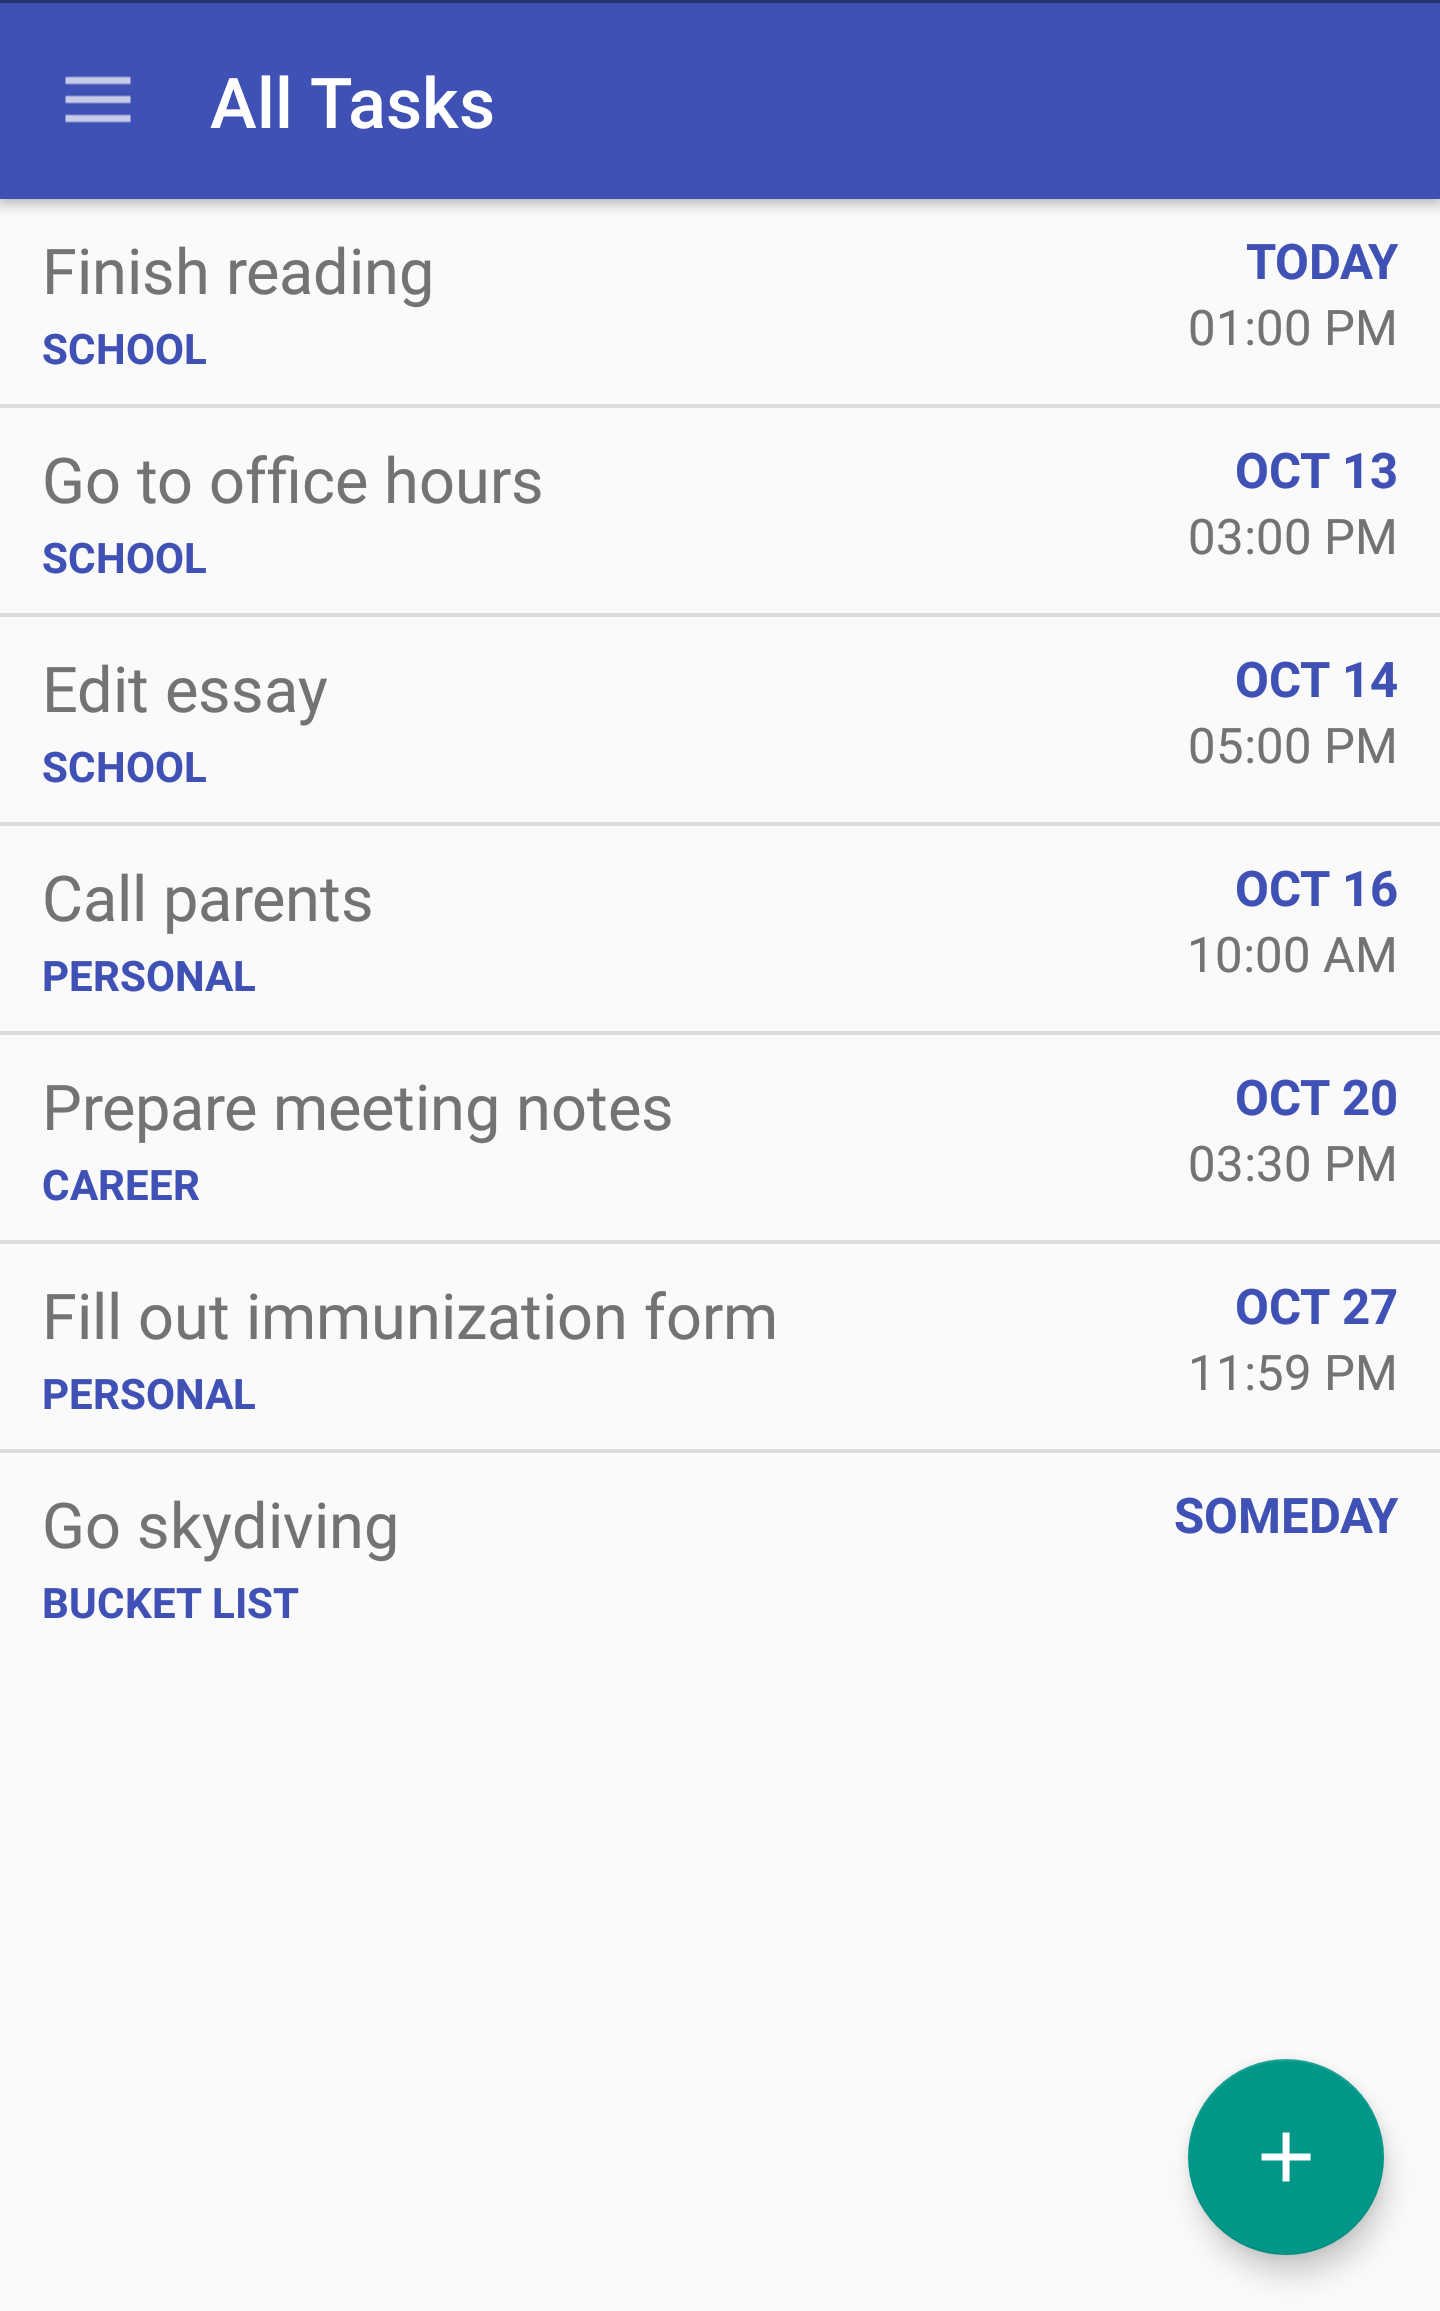 All Tasks
Finish reading
TODAY
SCHOOL
01:00 PM
Go to office hours
OCT 13
SCHOOL
03:00 PM
Edit essay
OCT 14
SCHOOL
05:00 PM
Call parents
OCT 16
PERSONAL
10:00 AM
Prepare meeting notes
OCT 20
CAREER
03:30 PM
Fill out immunization form
OCT 27
PERSONAL
11:59 PM
Go skydiving
SOMEDAY
BUCKET LIST